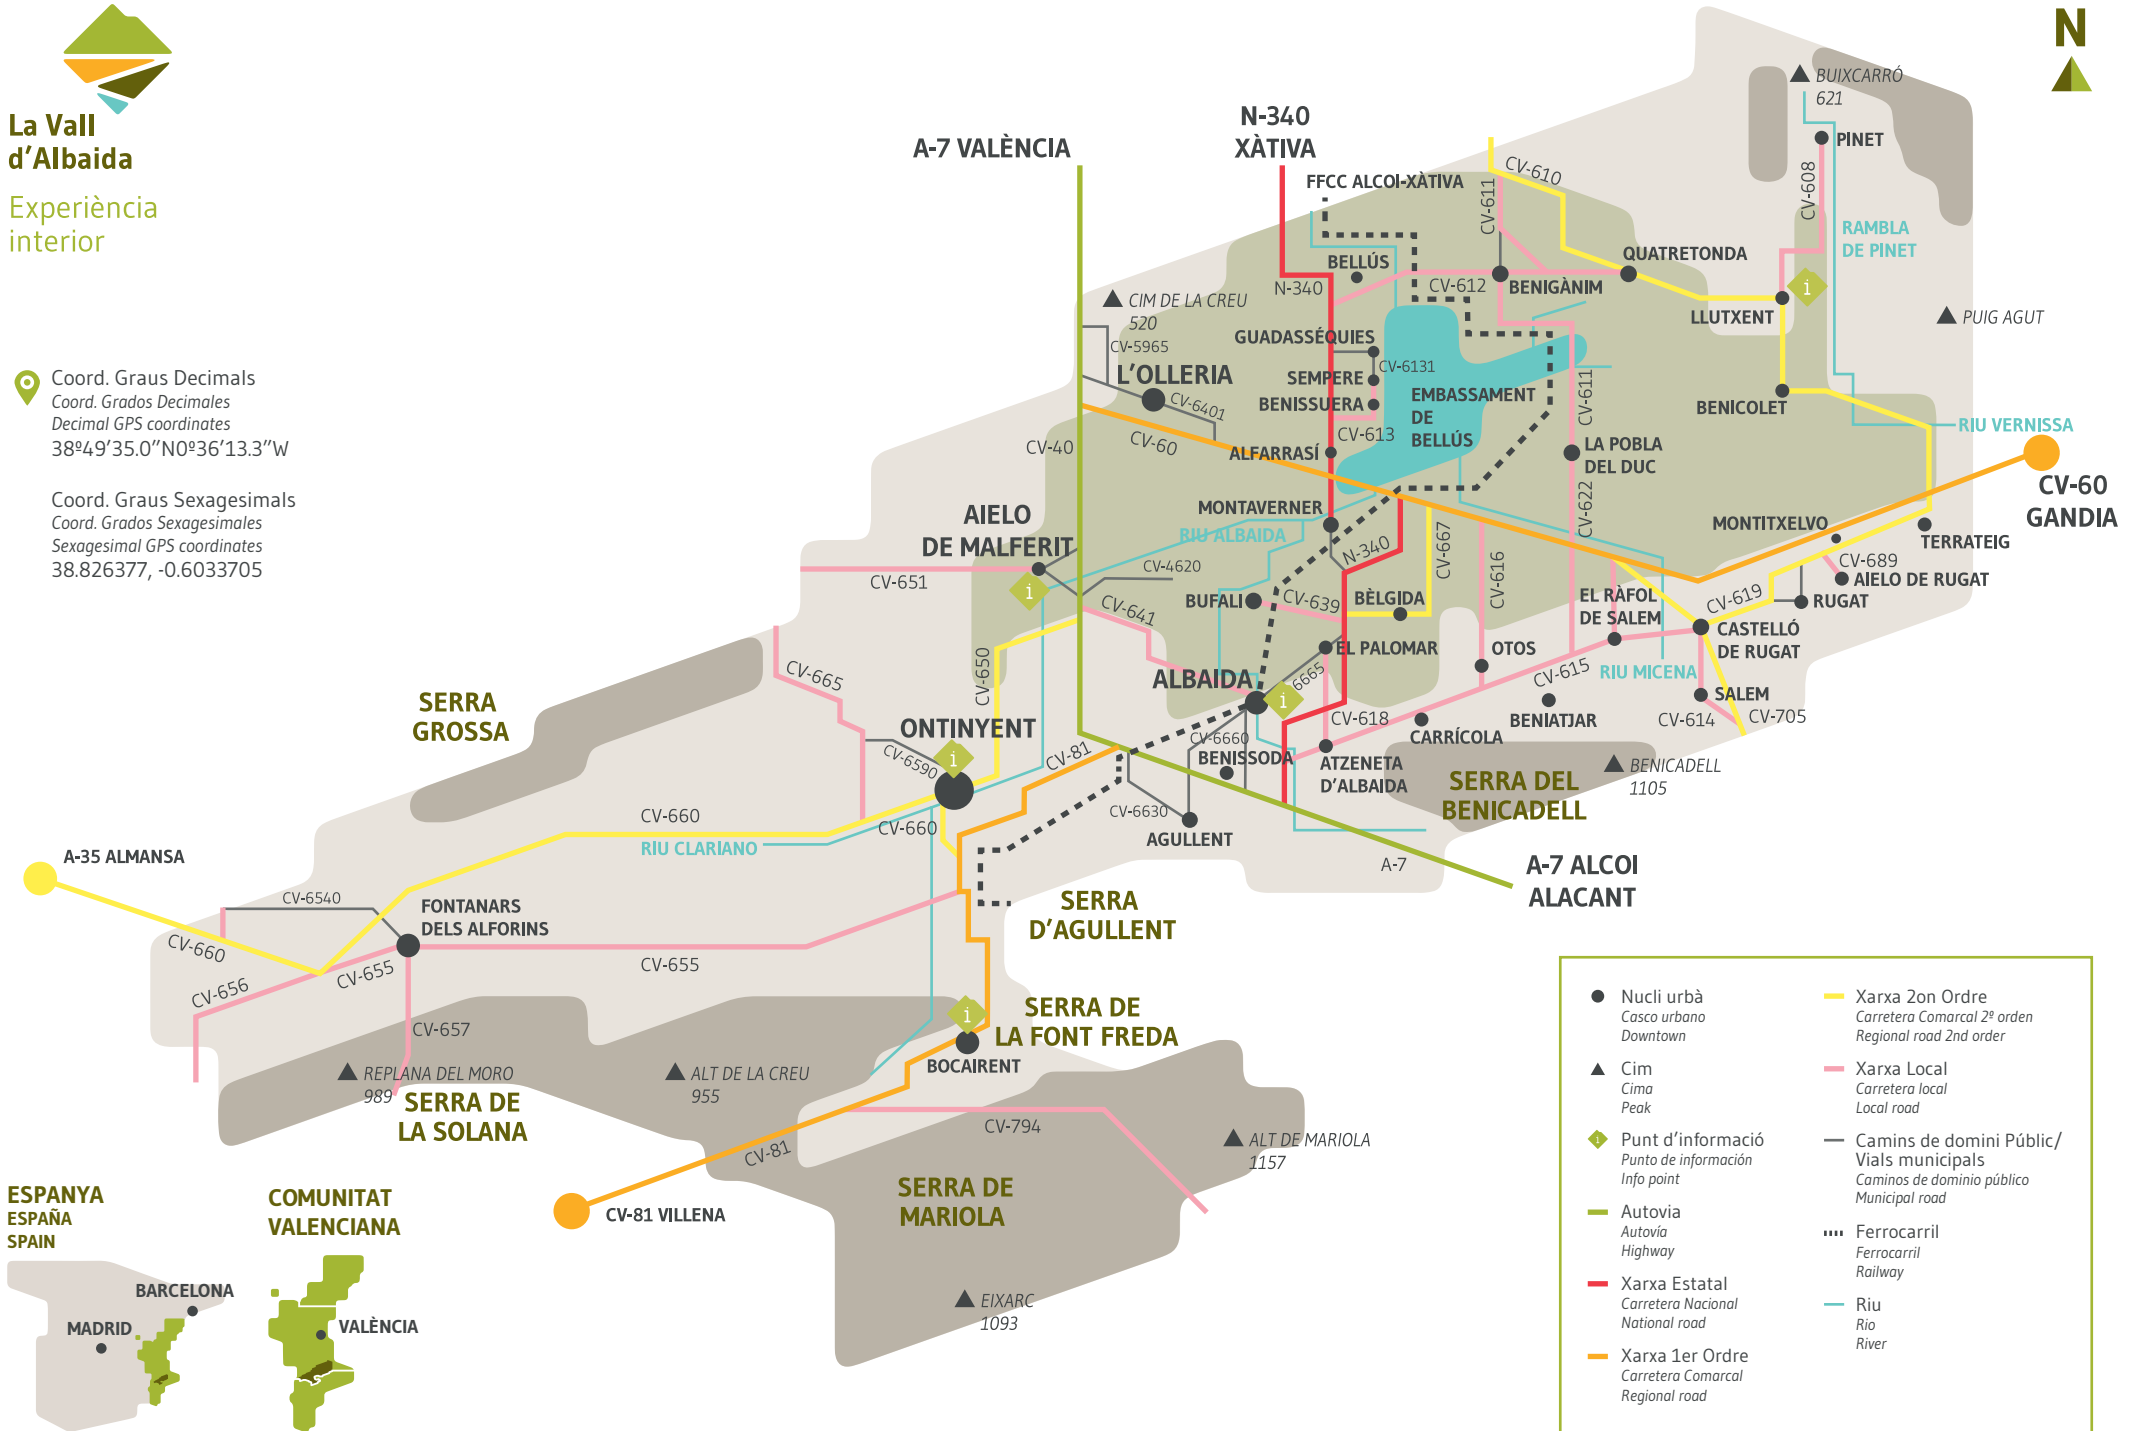 La Vall
d'Albaida
Experiència
interior
Coord. Graus Decimals
Coord. Grados Decimales
Decimal GPS coordinates
38º49'35.0"N0º36'13.3"W
Coord. Graus Sexagesimals
Coord. Grados Sexagesimales
Sexagesimal GPS coordinates
38.826377, -0.6033705
N
A-7 VALÈNCIA
N-340
XÀTIVA
FFCC ALCOI-XÀTIVA
CV-611
CV-610
BUIXCARRÓ
621
PINET
CV-608
RAMBLA
DE PINET
QUATRETONDA
BELLÚS
N-340
CV-612
BENIGÀNIM
i
LLUTXENT
PUIG AGUT
CIM DE LA CREU
520
CV-5965
L'OLLERIA
CV-6401
GUADASSÉQUIES
CV-6131
SEMPERE
BENISSUERA
EMBASSAMENT
DE
BELLÚS
CV-611
BENICOLET
RIU VERNISSA
CV-40
CV-60
CV-613
ALFARRASÍ
LA POBLA
DEL DUC
CV-60
GANDIA
AIELO
DE MALFERIT
MONTAVERNER
RIU ALBAIDA
N-340
CV-667
CV-616
CV-622
MONTITXELVO
TERRATEIG
CV-689
AIELO DE RUGAT
RUGAT
CV-619
CV-651
i
CV-4620
CV-641
BUFALI
CV-639
BÈLGIDA
EL RÀFOL
DE SALEM
CASTELLÓ
DE RUGAT
EL PALOMAR
OTOS
CV-615
RIU MICENA
CV-665
CV-650
ALBAIDA
i
6665
SALEM
CV-614
CV-705
BENIATJAR
CARRÍCOLA
CV-618
SERRA
GROSSA
ONTINYENT
i
CV-6590
CV-81
CV-6660
BENISSODA
ATZENETA
D'ALBAIDA
SERRA DEL
BENICADELL
BENICADELL
1105
CV-660
CV-660
CV-6630
AGULLENT
RIU CLARIANO
A-7
A-7 ALCOI
ALACANT
A-35 ALMANSA
CV-6540
FONTANARS
DELS ALFORINS
SERRA
D'AGULLENT
CV-660
CV-656
CV-655
CV-655
CV-657
i
SERRA DE
LA FONT FREDA
BOCAIRENT
REPLANA DEL MORO
989
SERRA DE
LA SOLANA
ALT DE LA CREU
955
CV-794
CV-81
ALT DE MARIOLA
1157
SERRA DE
MARIOLA
CV-81 VILLENA
EIXARC
1093
ESPANYA
ESPAÑA
SPAIN
BARCELONA
MADRID
COMUNITAT
VALENCIANA
VALÈNCIA
Nucli urbà
Casco urbano
Downtown
Cim
Cima
Peak
i
Punt d'informació
Punto de información
Info point
Autovia
Autovía
Highway
Xarxa Estatal
Carretera Nacional
National road
Xarxa 1er Ordre
Carretera Comarcal
Regional road
Xarxa 2on Ordre
Carretera Comarcal 2º orden
Regional road 2nd order
Xarxa Local
Carretera local
Local road
Camins de domini Públic/
Vials municipals
Caminos de dominio público
Municipal road
Ferrocarril
Ferrocarril
Railway
Riu
Rio
River